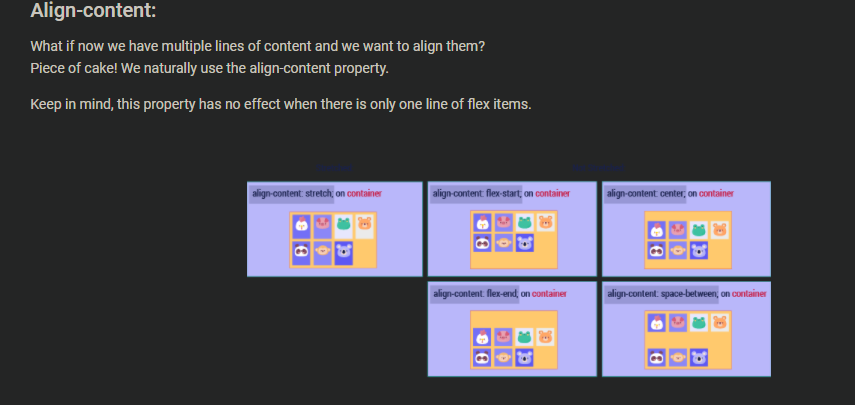 Align-content:
What if now we have multiple lines of content and we want to align them?
Piece of cake! We naturally use the align-content property.
Keep in mind, this property has no effect when there is only one line of flex items.
align-content: stretch; on container
align-content: flex-start; on container
align-content: center; on container
align-content: flex-end; on container
align-content: space-between; on container